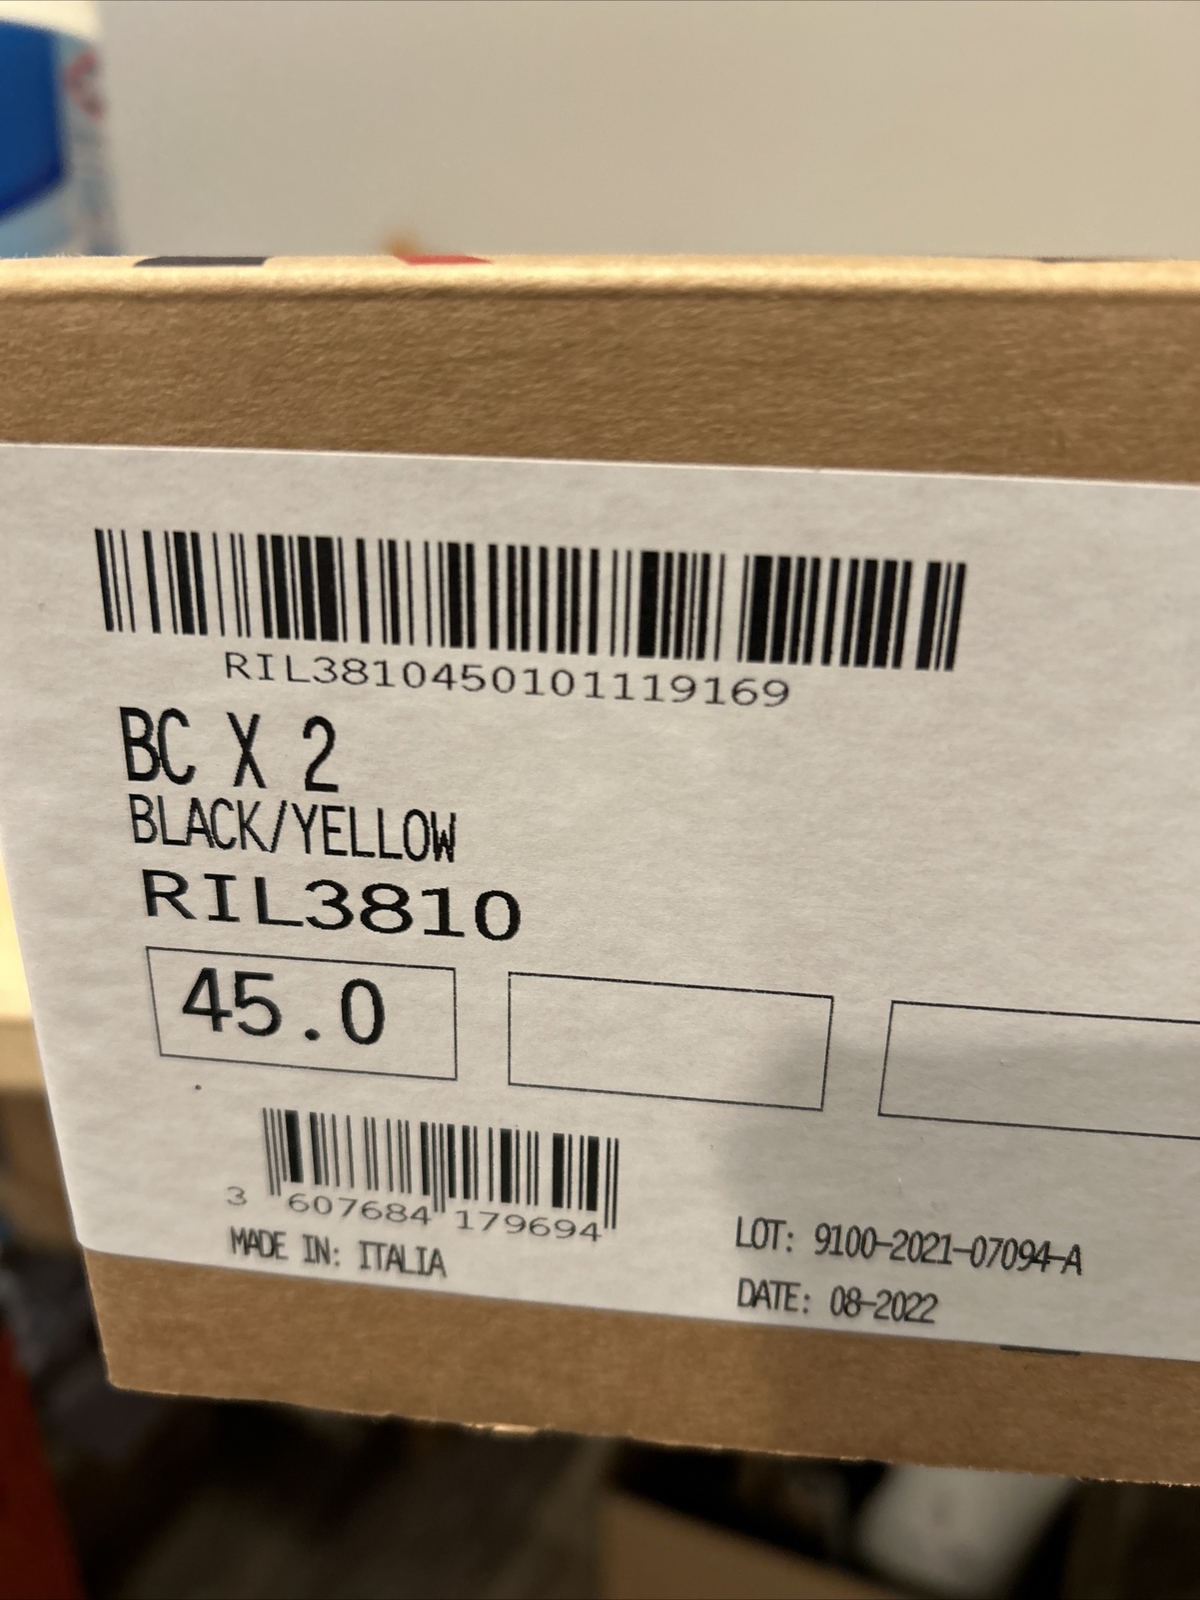 RIL3810450101119169
BC X 2
BLACK/YELLOW
RIL3810
45.0
3 607684 179694
MADE IN: ITALIA
LOT: 9100-2021-07094-A
DATE: 08-2022